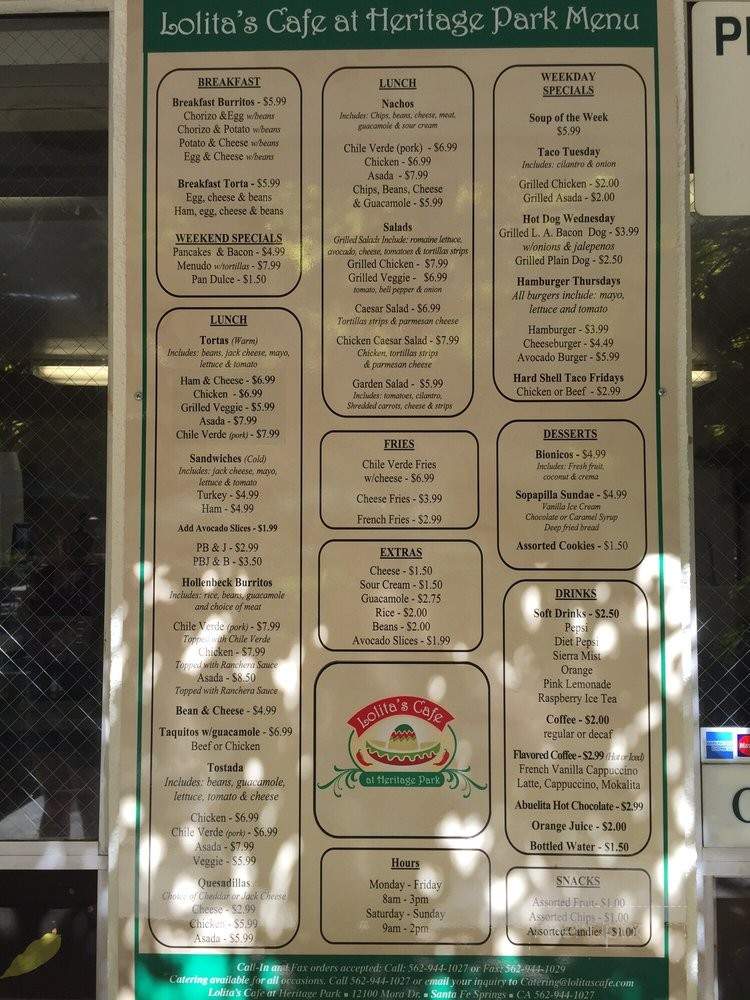 Lolita's Cafe at Heritage Park Menu
BREAKFAST
Breakfast Burritos - $5.99
Chorizo &Egg w/beans
Chorizo & Potato w/beans
Potato & Cheese w/beans
Egg & Cheese w/beans
Breakfast Torta - $5.99
Egg, cheese & beans
Ham, egg, cheese & beans
WEEKEND SPECIALS
Pancakes & Bacon - $4.99
Menudo w/tortillas - $7.99
Pan Dulce - $1.50
LUNCH
Tortas (Warm)
Includes: beans, jack cheese, mayo,
lettuce & tomato
Ham & Cheese - $6.99
Chicken - $6.99
Grilled Veggie - $5.99
Asada - $7.99
Chile Verde (pork) - $7.99
Sandwiches (Cold)
Includes: jack cheese, mayo,
lettuce & tomato
Turkey - $4.99
Ham - $4.99
Add Avocado Slices - $1.99
PB & J - $2.99
PBJ & B - $3.50
Hollenbeck Burritos
Includes: rice, beans, guacamole
and choice of meat
Chile Verde (pork) - $7.99
Topped with Chile Verde
Chicken - $7.99
Topped with Ranchera Sauce
Asada - $8.50
Topped with Ranchera Sauce
Bean & Cheese - $4.99
Taquitos w/guacamole - $6.99
Beef or Chicken
Tostada
Includes: beans, guacamole,
lettuce, tomato & cheese
Chicken - $6.99
Chile Verde (pork) - $6.99
Asada - $7.99
Veggie - $5.99
Quesadillas
Choice of Cheddar or Jack Cheese
Cheese - $2.99
Chicken - $5.99
Asada - $5.99
LUNCH
Nachos
Includes: Chips, beans, cheese, meat,
guacamole & sour cream
Chile Verde (pork) - $6.99
Chicken - $6.99
Asada - $7.99
Chips, Beans, Cheese
& Guacamole - $5.99
Salads
Grilled Salads Include: romaine lettuce,
avocado, cheese, tomatoes & tortillas strips
Grilled Chicken - $7.99
Grilled Veggie - $6.99
tomato, bell pepper & onion
Caesar Salad - $6.99
Tortillas strips & parmesan cheese
Chicken Caesar Salad - $7.99
Chicken, tortillas strips
& parmesan cheese
Garden Salad - $5.99
Includes: tomatoes, cilantro,
Shredded carrots, cheese & strips
FRIES
Chile Verde Fries
w/cheese - $6.99
Cheese Fries - $3.99
French Fries - $2.99
EXTRAS
Cheese - $1.50
Sour Cream - $1.50
Guacamole - $2.75
Rice - $2.00
Beans - $2.00
Avocado Slices - $1.99
Lolita's Cafe
at Heritage Park
Hours
Monday - Friday
8am - 3pm
Saturday - Sunday
9am - 2pm
WEEKDAY
SPECIALS
Soup of the Week
$5.99
Taco Tuesday
Includes: cilantro & onion
Grilled Chicken - $2.00
Grilled Asada - $2.00
Hot Dog Wednesday
Grilled L. A. Bacon Dog - $3.99
w/onions & jalepenos
Grilled Plain Dog - $2.50
Hamburger Thursdays
All burgers include: mayo,
lettuce and tomato
Hamburger - $3.99
Cheeseburger - $4.49
Avocado Burger - $5.99
Hard Shell Taco Fridays
Chicken or Beef - $2.99
DESSERTS
Bionicos - $4.99
Includes: Fresh fruit,
coconut & crema
Sopapilla Sundae - $4.99
Vanilla Ice Cream
Chocolate or Caramel Syrup
Deep fried bread
Assorted Cookies - $1.50
DRINKS
Soft Drinks - $2.50
Pepsi
Diet Pepsi
Sierra Mist
Orange
Pink Lemonade
Raspberry Ice Tea
Coffee - $2.00
regular or decaf
Flavored Coffee - $2.99 (Hot or Iced)
French Vanilla Cappuccino
Latte, Cappuccino, Mokalita
Abuelita Hot Chocolate - $2.99
Orange Juice - $2.00
Bottled Water - $1.50
SNACKS
Assorted Fruit- $1.00
Assorted Chips - $1.00
Assorted Candies - $1.00
Call-In and Fax orders accepted: Call: 562-944-1027 or Fax: 562-944-1029
Catering available for all occasions. Call 562-944-1027 or email your inquiry to Catering@lolitascafe.com
Lolita's Cafe at Heritage Park ▪ 12100 Mora Dr. ▪ Santa Fe Springs ▪ CA 562-944-1027